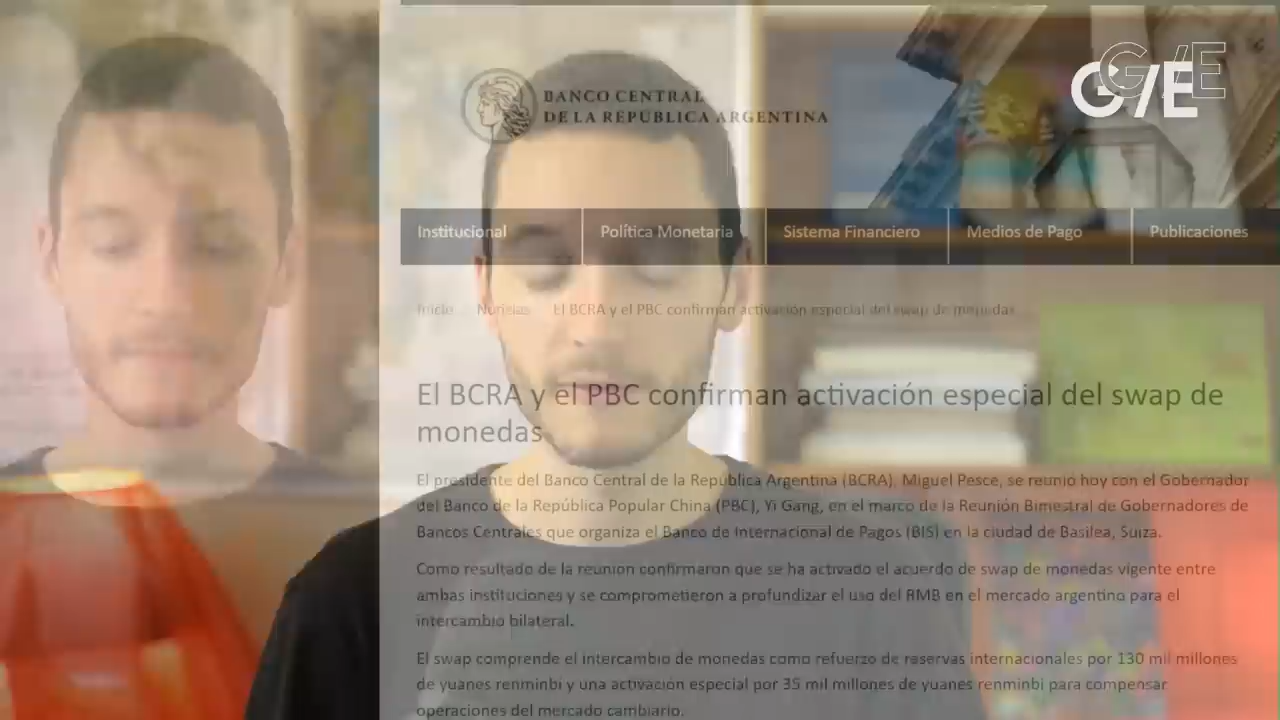 G/E
G/E
BANCO CENTRAL
DE LA REPÚBLICA ARGENTINA
Institucional
Política Monetaria
Sistema Financiero
Medios de Pago
Publicaciones
Inicio Noticias El BCRA y el PBC confirman activación especial del swap de monedas
El BCRA y el PBC confirman activación especial del swap de
monedas
El presidente del Banco Central de la República Argentina (BCRA), Miguel Pesce, se reunió hoy con el Gobernador
del Banco de la República Popular China (PBC), Yi Gang, en el marco de la Reunión Bimestral de Gobernadores de
Bancos Centrales que organiza el Banco de Internacional de Pagos (BIS) en la ciudad de Basilea, Suiza.
Como resultado de la reunión confirmaron que se ha activado el acuerdo de swap de monedas vigente entre
ambas instituciones y se comprometieron a profundizar el uso del RMB en el mercado argentino para el
intercambio bilateral.
El swap comprende el intercambio de monedas como refuerzo de reservas internacionales por 130 mil millones
de yuanes renminbi y una activación especial por 35 mil millones de yuanes renminbi para compensar
operaciones del mercado cambiario.